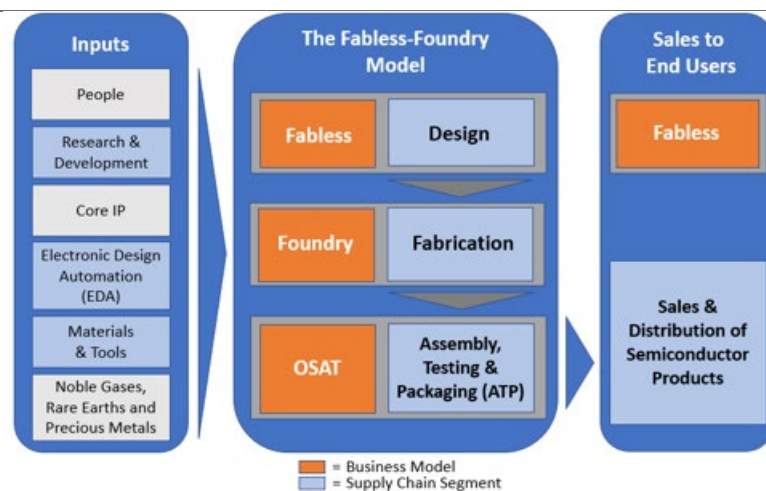 Inputs
People
Research &
Development
Core IP
Electronic Design
Automation
(EDA)
Materials
& Tools
Noble Gases,
Rare Earths and
Precious Metals
The Fabless-Foundry
Model
Fabless
Design
Foundry
Fabrication
OSAT
Assembly,
Testing &
Packaging (ATP)
Sales to
End Users
Fabless
Sales &
Distribution of
Semiconductor
Products
= Business Model
= Supply Chain Segment